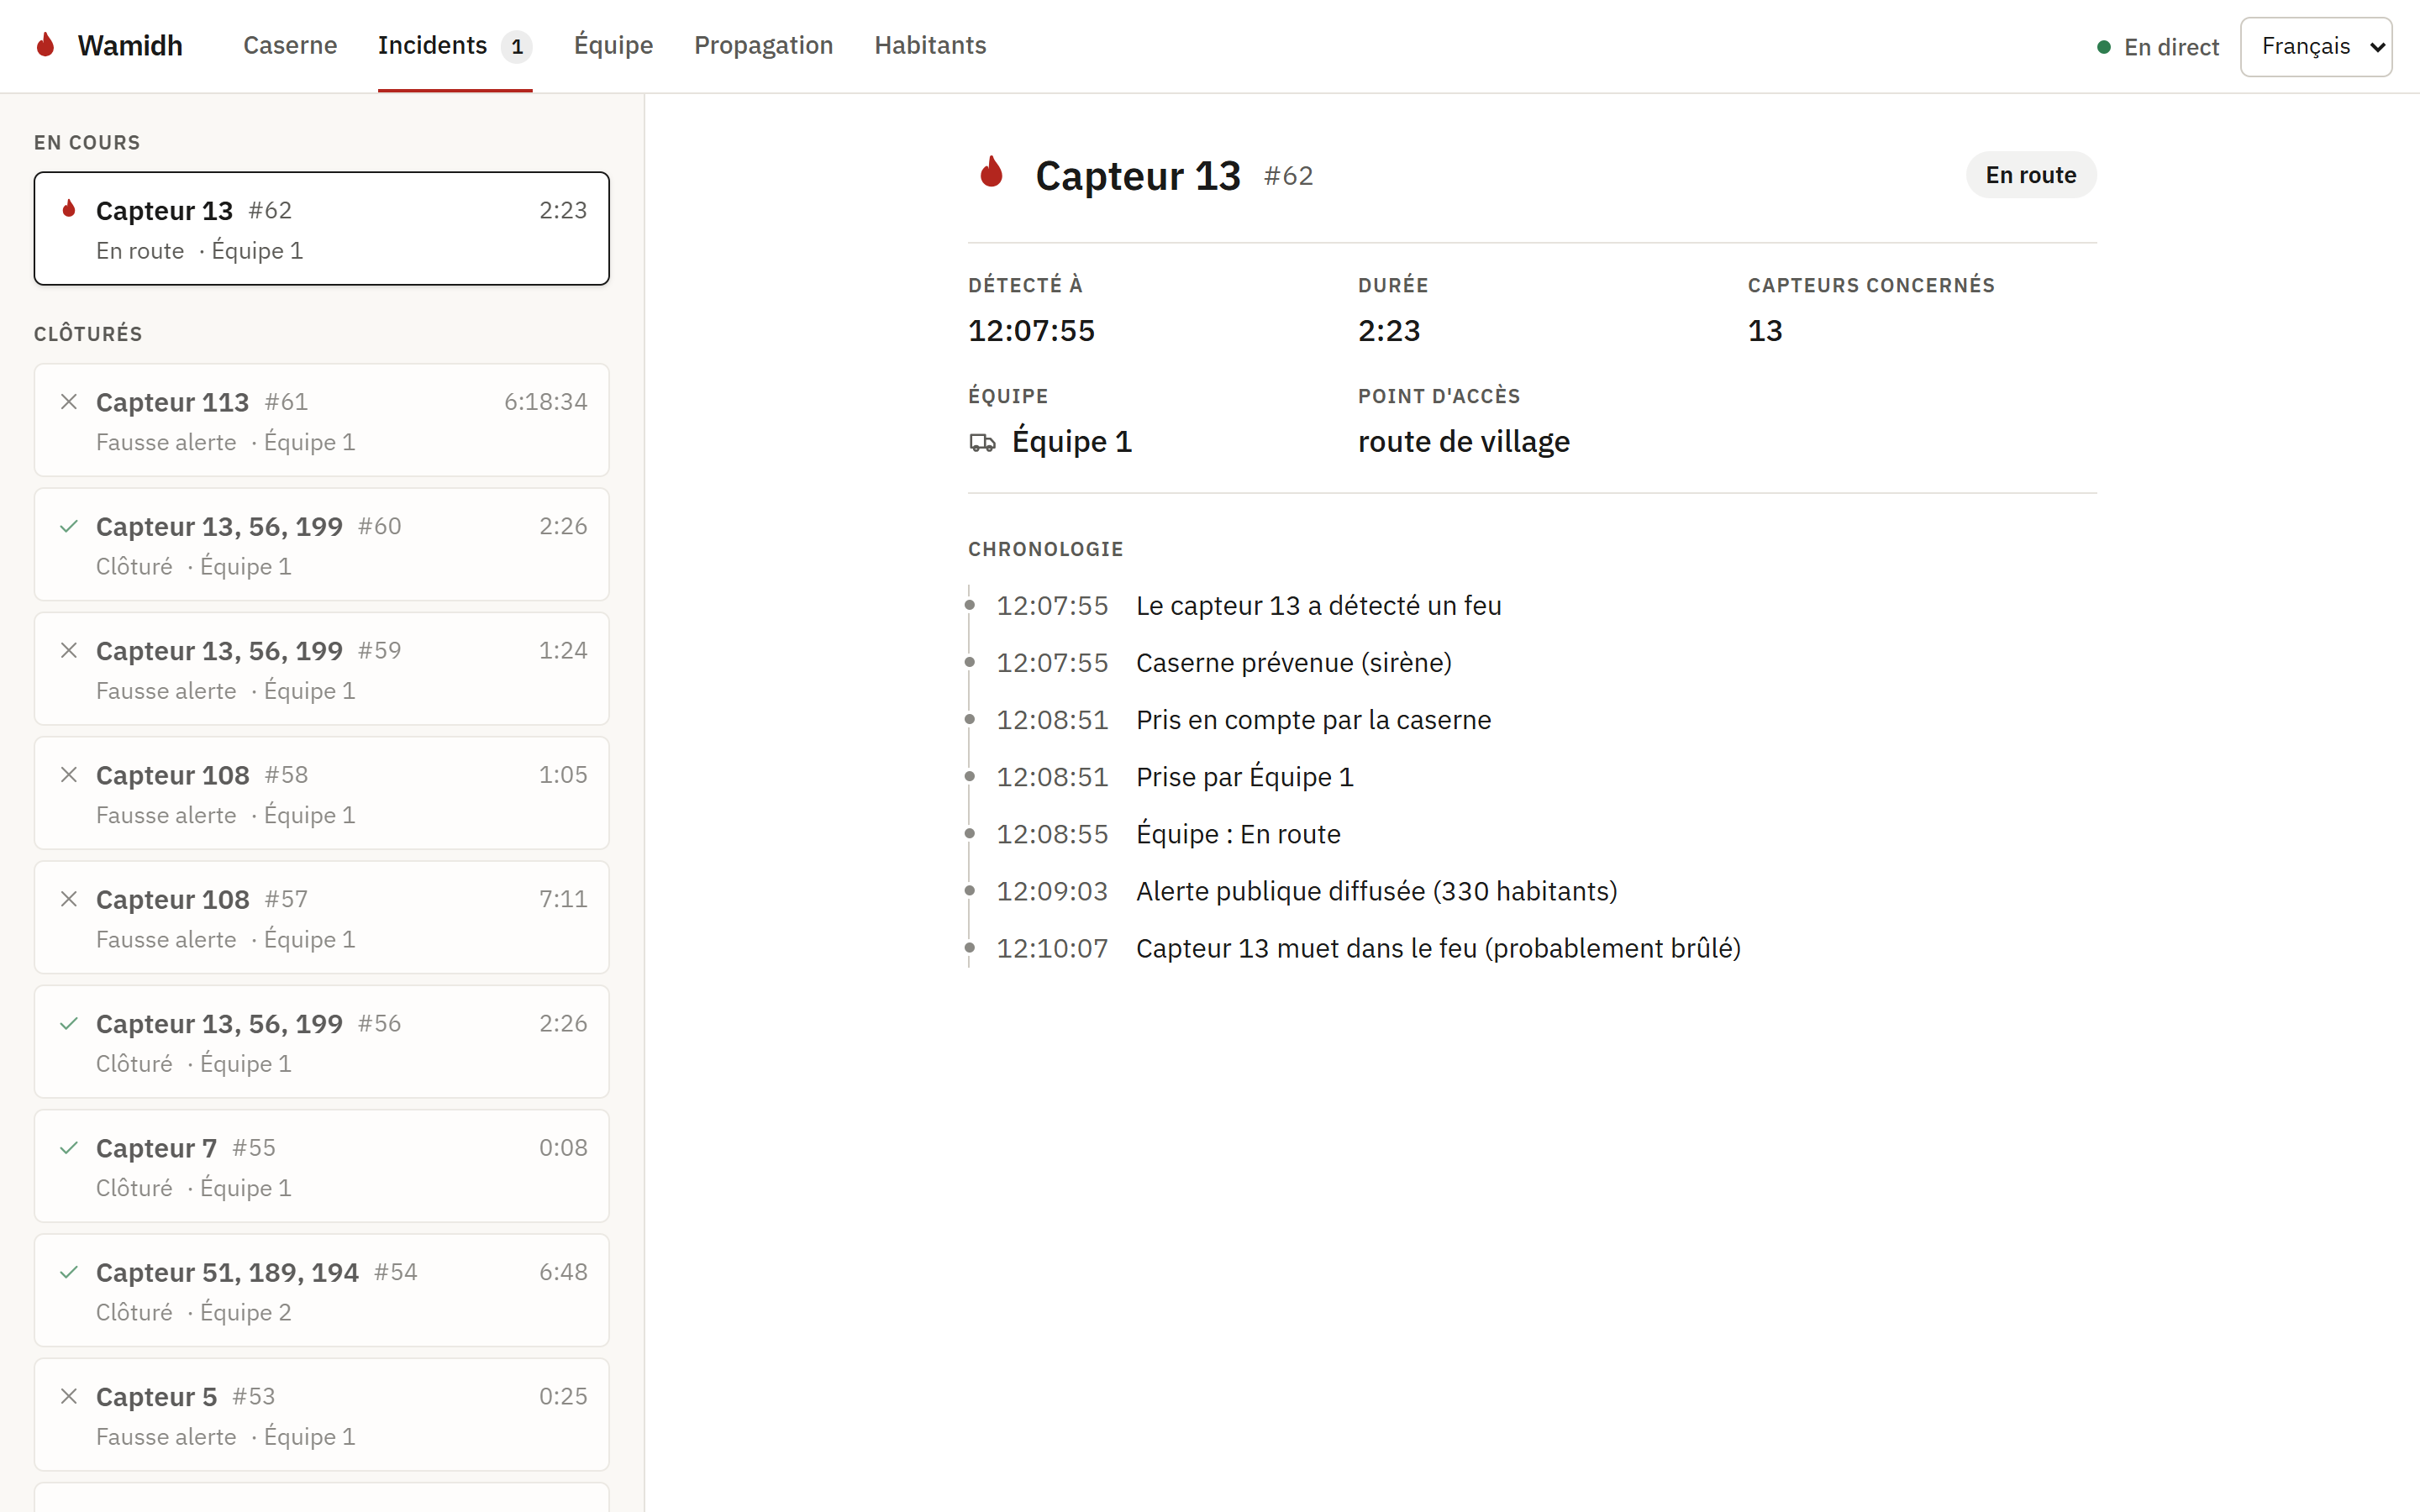 Wamidh
Caserne
Incidents 1
Équipe
Propagation
Habitants
En direct
Français
EN COURS
Capteur 13 #62 2:23
En route · Équipe 1
CLÔTURÉS
Capteur 113 #61 6:18:34
Fausse alerte · Équipe 1
Capteur 13, 56, 199 #60 2:26
Clôturé · Équipe 1
Capteur 13, 56, 199 #59 1:24
Fausse alerte · Équipe 1
Capteur 108 #58 1:05
Fausse alerte · Équipe 1
Capteur 108 #57 7:11
Fausse alerte · Équipe 1
Capteur 13, 56, 199 #56 2:26
Clôturé · Équipe 1
Capteur 7 #55 0:08
Clôturé · Équipe 1
Capteur 51, 189, 194 #54 6:48
Clôturé · Équipe 2
Capteur 5 #53 0:25
Fausse alerte · Équipe 1
Capteur 13 #62
En route
DÉTECTÉ À
12:07:55
DURÉE
2:23
CAPTEURS CONCERNÉS
13
ÉQUIPE
Équipe 1
POINT D'ACCÈS
route de village
CHRONOLOGIE
12:07:55 Le capteur 13 a détecté un feu
12:07:55 Caserne prévenue (sirène)
12:08:51 Pris en compte par la caserne
12:08:51 Prise par Équipe 1
12:08:55 Équipe : En route
12:09:03 Alerte publique diffusée (330 habitants)
12:10:07 Capteur 13 muet dans le feu (probablement brûlé)